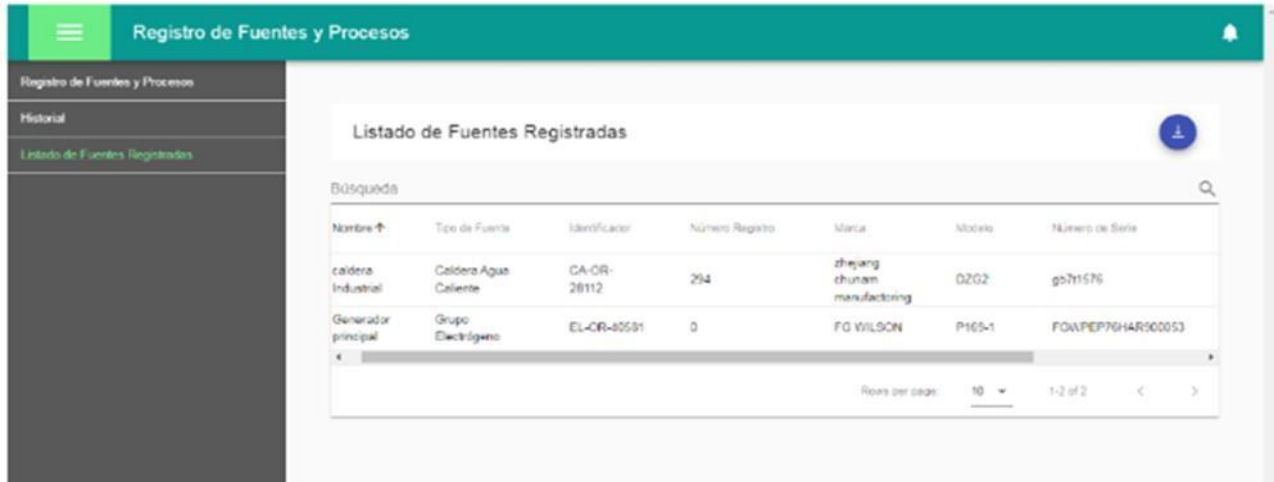 Registro de Fuentes y Procesos
Registro de Fuentes y Procesos
Historial
Listado de Fuentes Registradas
Listado de Fuentes Registradas
Búsqueda
Nombre Tipo de Fuente Identificador Número Registro Marca Modelo Número de Serie
caldera Industrial Caldera Agua Caliente CA-OR-28112 294 zhejiang chunam manufactoring DZG2
Generador principal Grupo Electrógeno EL-OR-40581 0 FG WILSON P169-1
Rows per page: 10 1-2 of 2